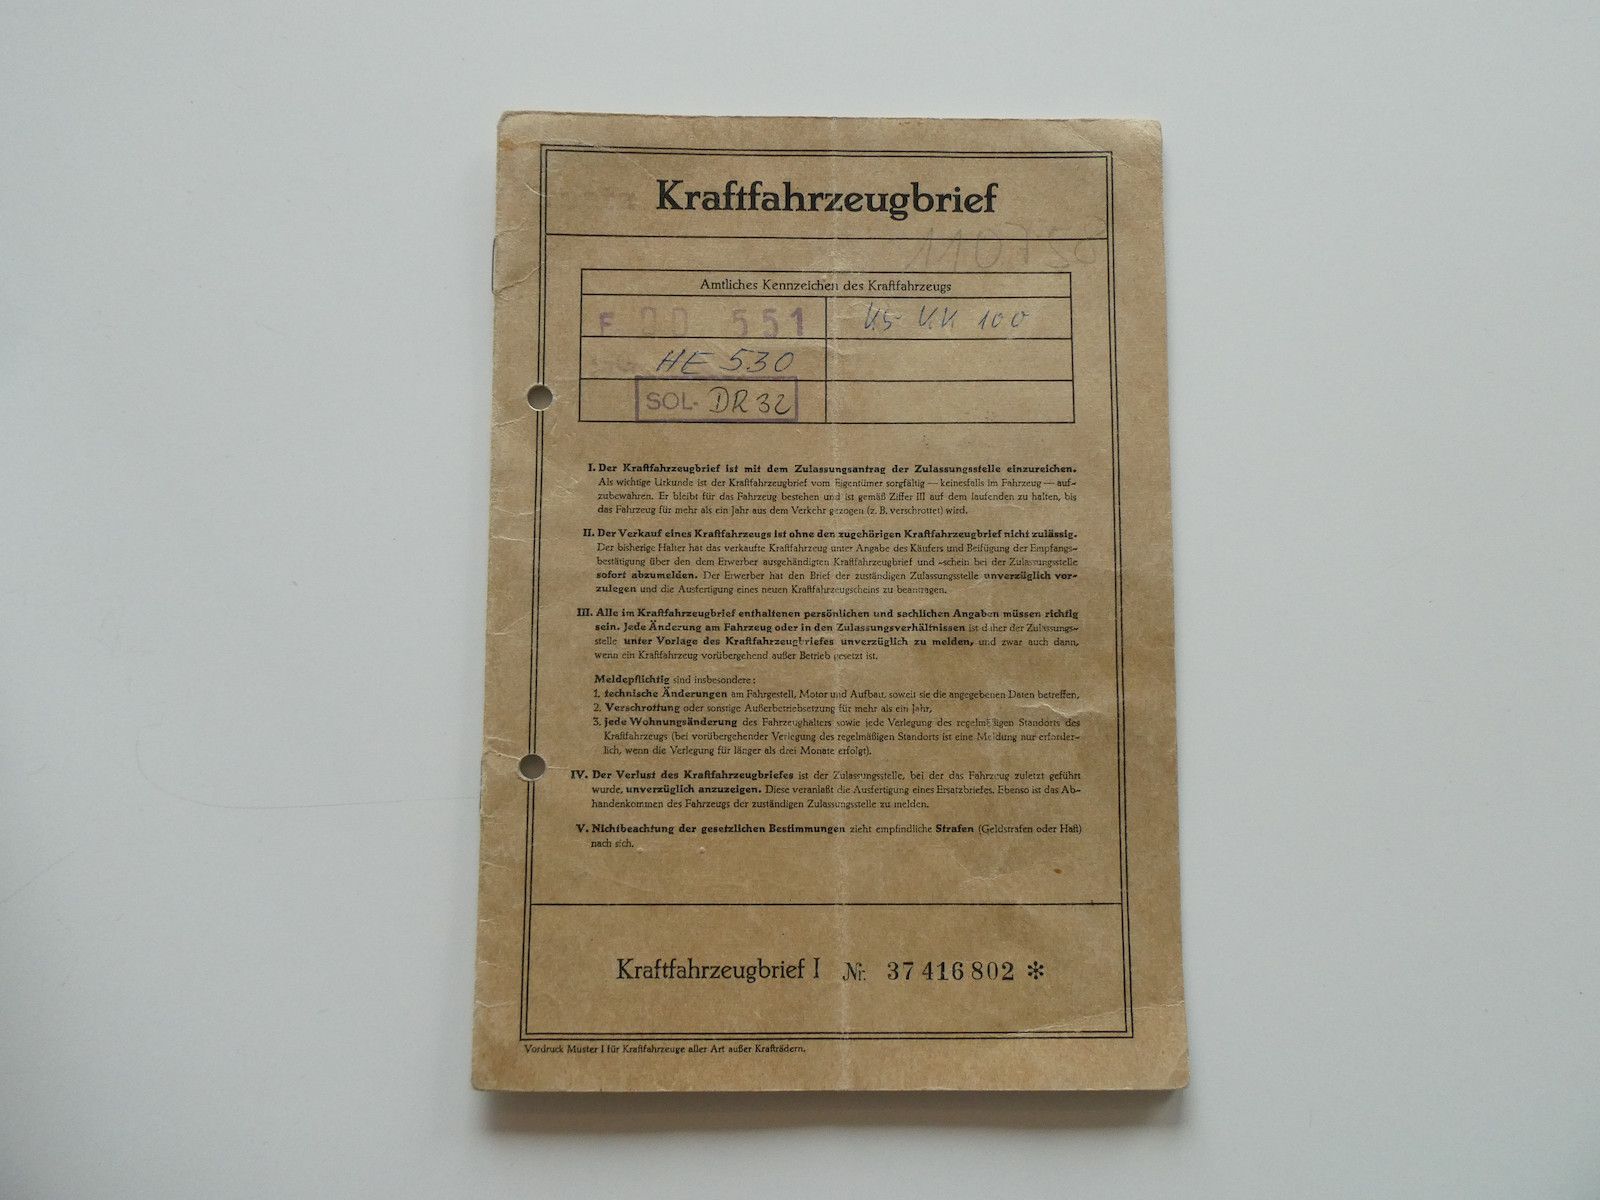 Kraftfahrzeugbrief
Amtliches Kennzeichen des Kraftfahrzeugs
551
KS KK 100
HE 530
SOL- DR 32
I. Der Kraftfahrzeugbrief ist mit dem Zulassungsantrag der Zulassungsstelle einzureichen.
Als wichtige Urkunde ist der Kraftfahrzeugbrief vom Eigentümer sorgfältig — keinesfalls im Fahrzeug — auf-
zubewahren. Er bleibt für das Fahrzeug bestehen und ist gemäß Ziffer III auf dem laufenden zu halten, bis
das Fahrzeug für mehr als ein Jahr aus dem Verkehr gezogen (z. B. verschrottet) wird.
II. Der Verkauf eines Kraftfahrzeugs ist ohne den zugehörigen Kraftfahrzeugbrief nicht zulässig.
Der bisherige Halter hat das verkaufte Kraftfahrzeug unter Angabe des Käufers und Beifügung der Empfangs-
bestätigung über den dem Erwerber ausgehändigten Kraftfahrzeugbrief und -schein bei der Zulassungsstelle
sofort abzumelden. Der Erwerber hat den Brief der zuständigen Zulassungsstelle unverzüglich vor-
zulegen und die Ausfertigung eines neuen Kraftfahrzeugscheins zu beantragen.
III. Alle im Kraftfahrzeugbrief enthaltenen persönlichen und sachlichen Angaben müssen richtig
sein. Jede Änderung am Fahrzeug oder in den Zulassungsverhältnissen ist daher der Zulassungs-
stelle unter Vorlage des Kraftfahrzeugbriefes unverzüglich zu melden, und zwar auch dann,
wenn ein Kraftfahrzeug vorübergehend außer Betrieb gesetzt ist.
Meldepflichtig sind insbesondere:
1. technische Änderungen am Fahrgestell, Motor und Aufbau, soweit sie die angegebenen Daten betreffen,
2. Verschrottung oder sonstige Außerbetriebsetzung für mehr als ein Jahr,
3. jede Wohnungsänderung des Fahrzeughalters sowie jede Verlegung des regelmäßigen Standorts des
Kraftfahrzeugs (bei vorübergehender Verlegung des regelmäßigen Standorts ist eine Meldung nur erforder-
lich, wenn die Verlegung für länger als drei Monate erfolgt).
IV. Der Verlust des Kraftfahrzeugbriefes ist der Zulassungsstelle, bei der das Fahrzeug zuletzt geführt
wurde, unverzüglich anzuzeigen. Diese veranlaßt die Ausfertigung eines Ersatzbriefes. Ebenso ist das Ab-
handenkommen des Fahrzeugs der zuständigen Zulassungsstelle zu melden.
V. Nichtbeachtung der gesetzlichen Bestimmungen zieht empfindliche Strafen (Geldstrafen oder Haft)
nach sich.
Kraftfahrzeugbrief I Nr. 37 416 802 *
Vordruck Muster I für Kraftfahrzeuge aller Art außer Krafträdern.